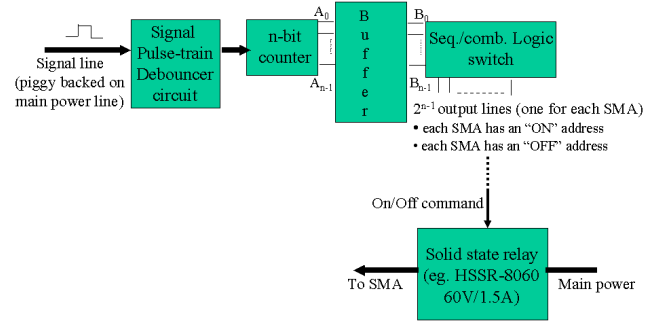 Signal line
(piggy backed on
main power line)
Signal
Pulse-train
Debouncer
circuit
n-bit
counter
A0
An-1
B
u
f
f
e
r
B0
Bn-1
Seq./comb. Logic
switch
2n-1 output lines (one for each SMA)
• each SMA has an “ON” address
• each SMA has an “OFF” address
On/Off command
Solid state relay
(eg. HSSR-8060
60V/1.5A)
To SMA
Main power